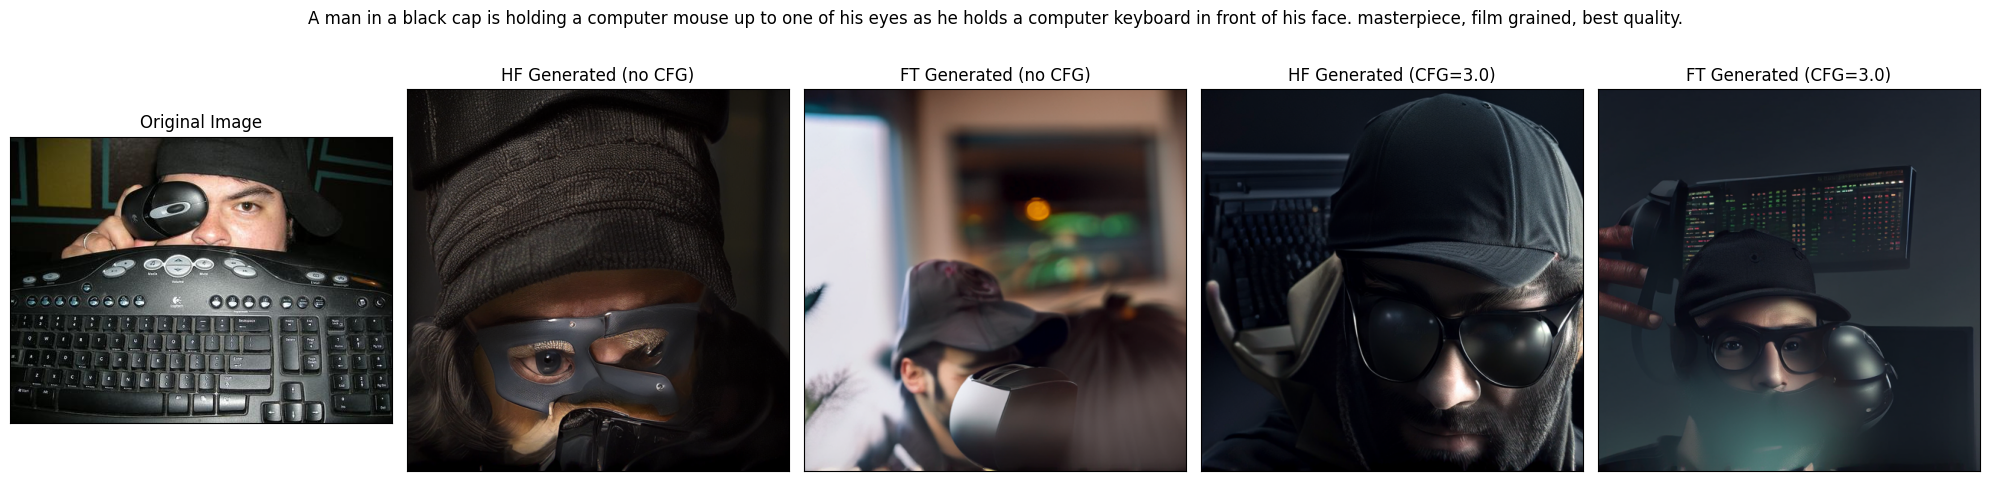 A man in a black cap is holding a computer mouse up to one of his eyes as he holds a computer keyboard in front of his face. masterpiece, film grained, best quality.
Original Image
HF Generated (no CFG)
FT Generated (no CFG)
HF Generated (CFG=3.0)
FT Generated (CFG=3.0)